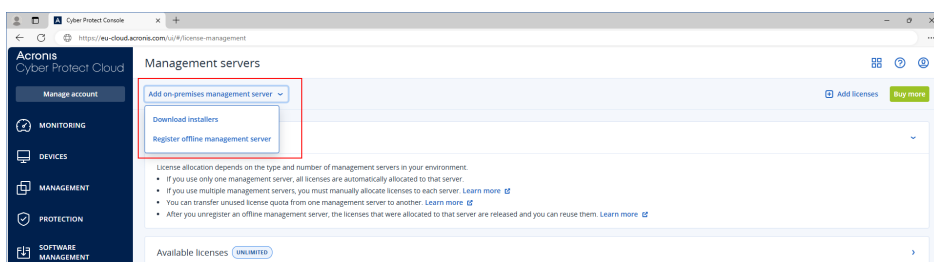 Cyber Protect Console
https://eu-cloud.acronis.com/ui/#/license-management
Acronis
Cyber Protect Cloud
Manage account
MONITORING
DEVICES
MANAGEMENT
PROTECTION
SOFTWARE
MANAGEMENT
Management servers
Add on-premises management server
Add licenses
Buy more
Download installers
Register offline management server
License allocation depends on the type and number of management servers in your environment.
• If you use only one management server, all licenses are automatically allocated to that server.
• If you use multiple management servers, you must manually allocate licenses to each server. Learn more
• You can transfer unused license quota from one management server to another. Learn more
• After you unregister an offline management server, the licenses that were allocated to that server are released and you can reuse them. Learn more
Available licenses UNLIMITED